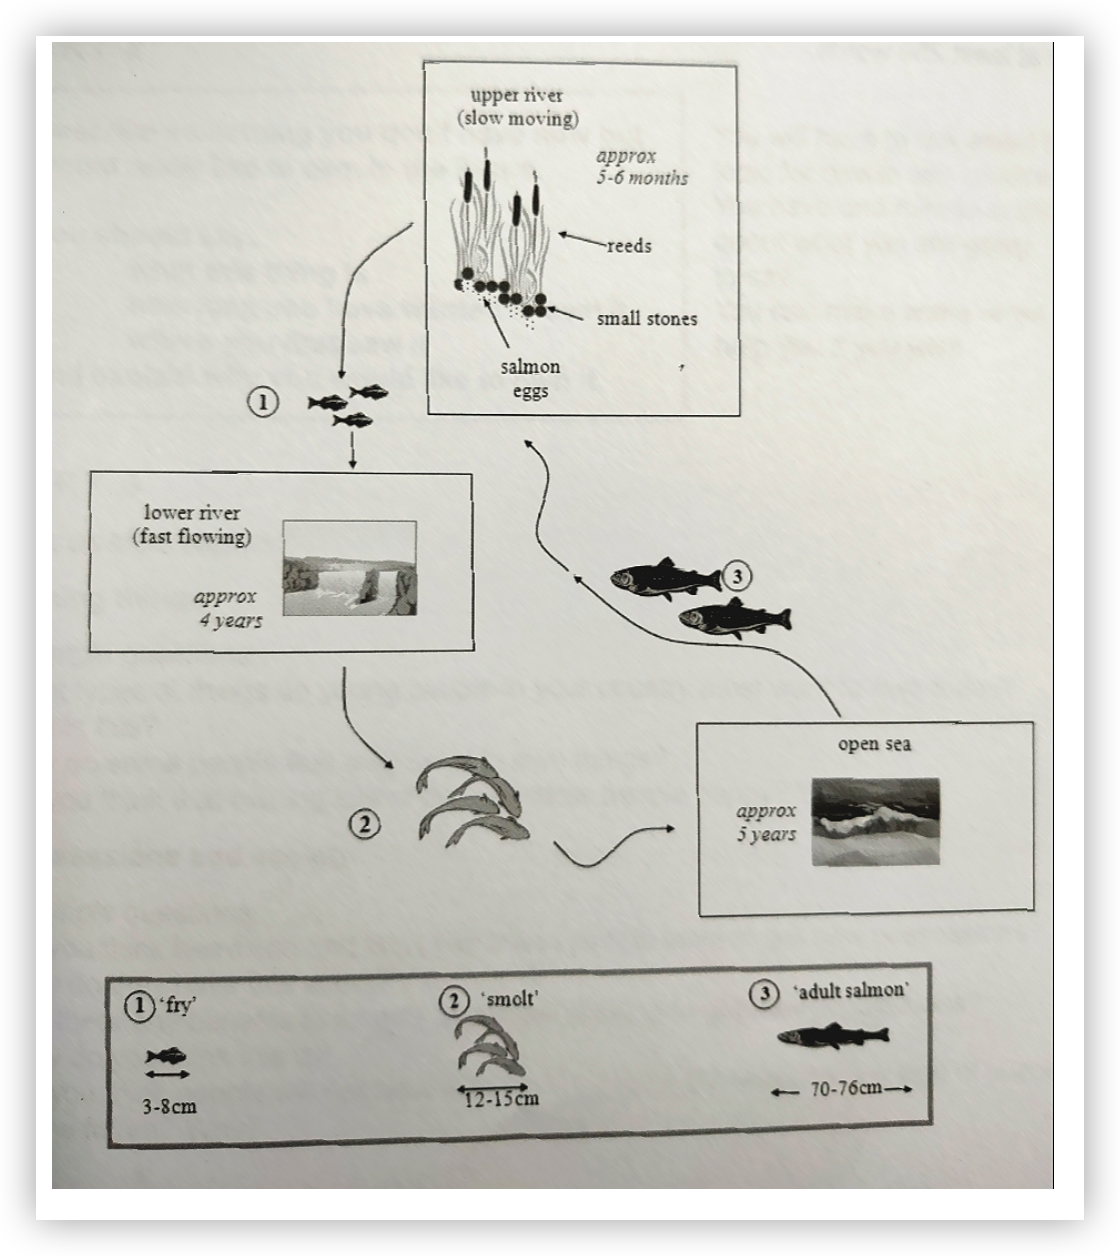 upper river
(slow moving)
approx
5-6 months
reeds
small stones
salmon
eggs
1
lower river
(fast flowing)
approx
4 years
3
2
open sea
approx
5 years
1 'fry'
3-8cm
2 'smolt'
12-15cm
3 'adult salmon'
70-76cm